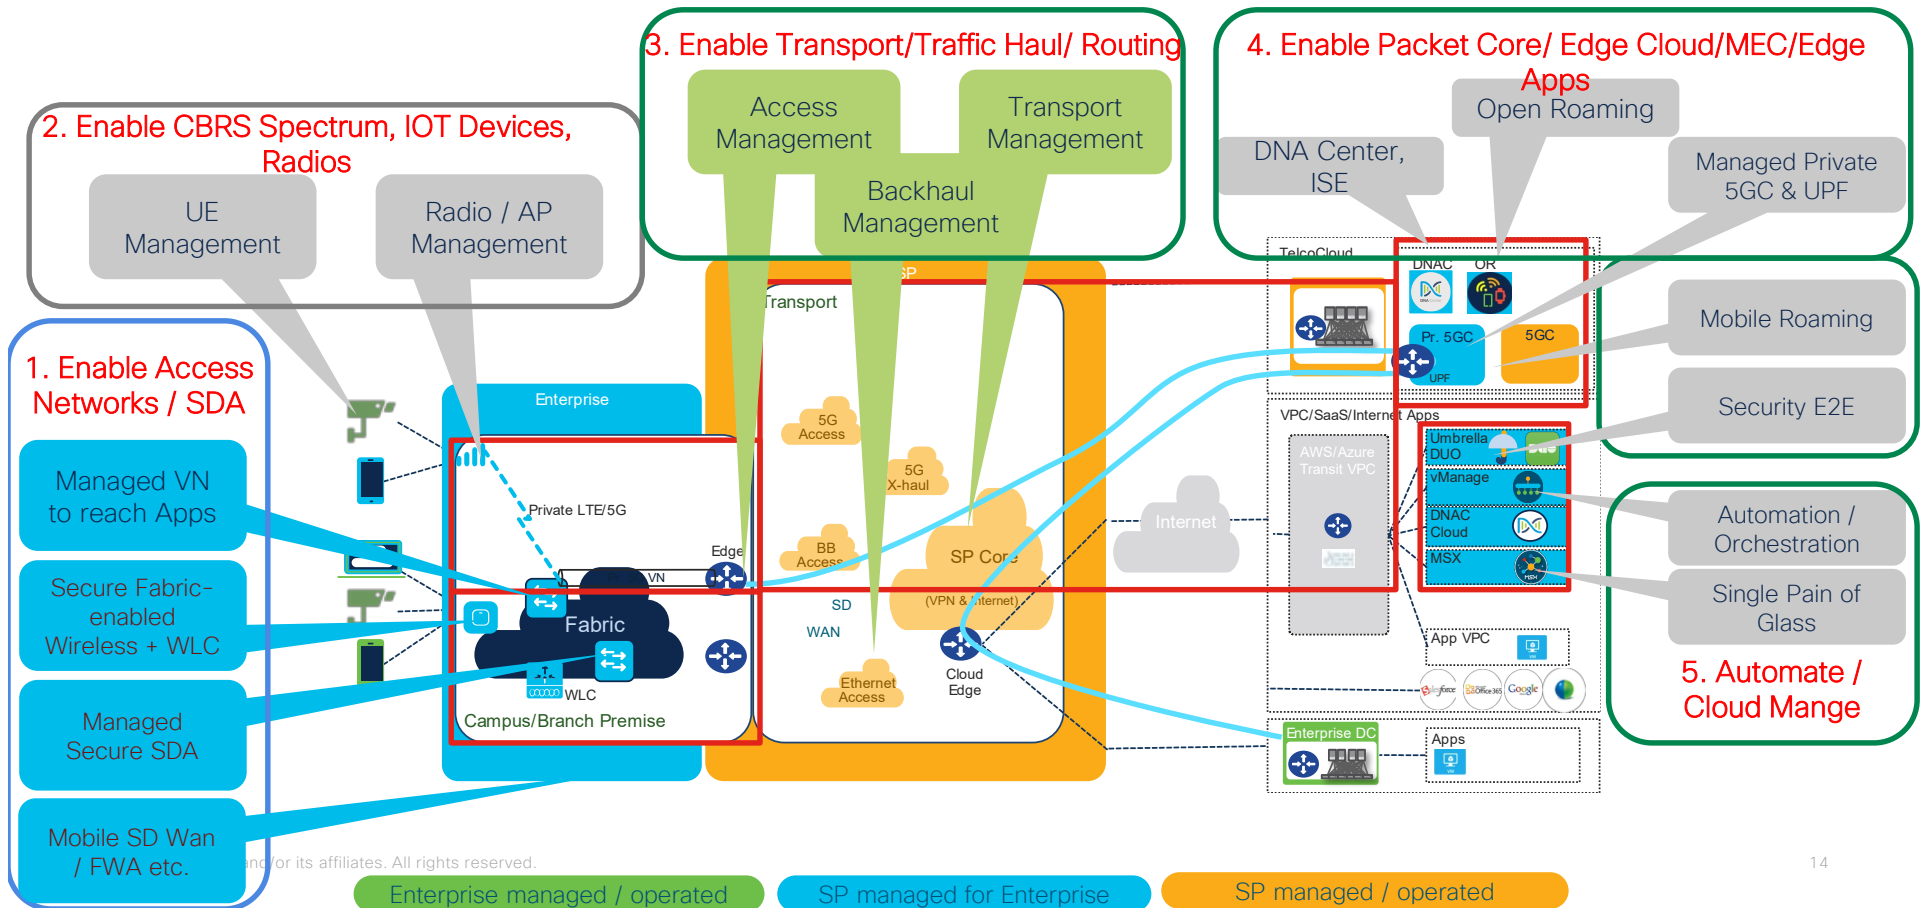 3. Enable Transport/Traffic Haul/ Routing
4. Enable Packet Core/ Edge Cloud/MEC/Edge
Apps
2. Enable CBRS Spectrum, IOT Devices,
Radios
Access
Management
Transport
Management
Backhaul
Management
Open Roaming
DNA Center,
ISE
Managed Private
5GC & UPF
UE
Management
Radio / AP
Management
1. Enable Access
Networks / SDA
Managed VN
to reach Apps
Secure Fabric-
enabled
Wireless + WLC
Managed
Secure SDA
Mobile SD Wan
/ FWA etc.
Enterprise
Private LTE/5G
Edge
VN
Fabric
WLC
Campus/Branch Premise
SP
Transport
5G
Access
5G
X-haul
BB
Access
SP Core
(VPN & Internet)
SD
WAN
Ethernet
Access
Cloud
Edge
Internet
TelcoCloud
DNAC
OR
Pr. 5GC
UPF
5GC
VPC/SaaS/Internet Apps
AWS/Azure
Transit VPC
Umbrella
DUO
vManage
DNAC
Cloud
MSX
App VPC
salesforce
Office 365
Google
Enterprise DC
Apps
Mobile Roaming
Security E2E
Automation /
Orchestration
Single Pain of
Glass
5. Automate /
Cloud Mange
and/or its affiliates. All rights reserved.
14
Enterprise managed / operated
SP managed for Enterprise
SP managed / operated